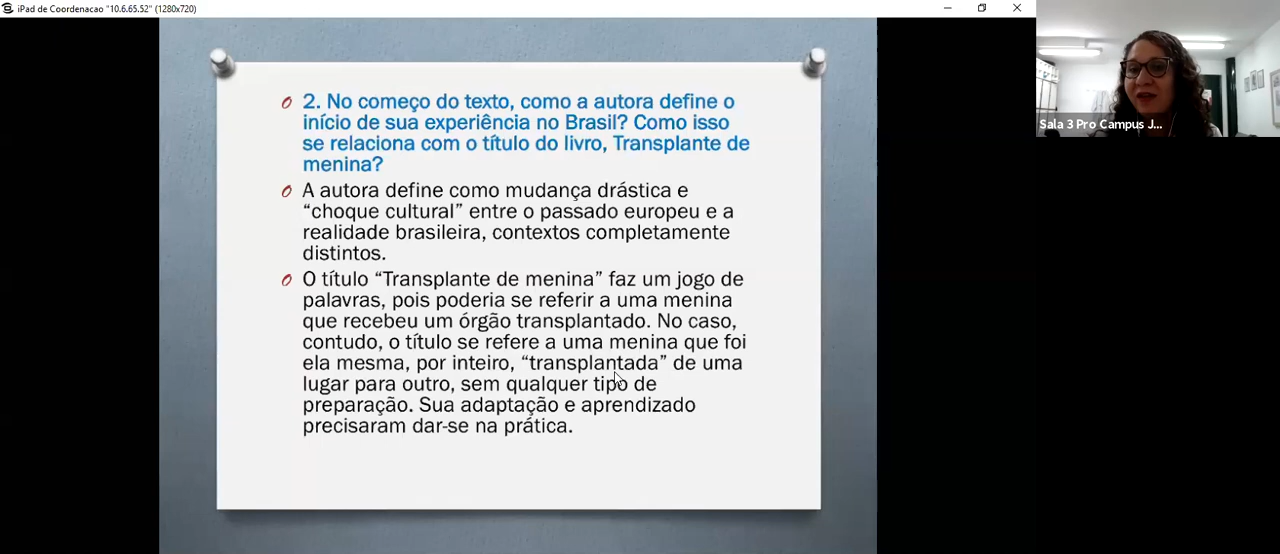 iPad de Coordenacao "10.6.65.52" (1280x720)
2. No começo do texto, como a autora define o
início de sua experiência no Brasil? Como isso
se relaciona com o título do livro, Transplante de
menina?
A autora define como mudança drástica e
“choque cultural” entre o passado europeu e a
realidade brasileira, contextos completamente
distintos.
O título “Transplante de menina” faz um jogo de
palavras, pois poderia se referir a uma menina
que recebeu um órgão transplantado. No caso,
contudo, o título se refere a uma menina que foi
ela mesma, por inteiro, “transplantada” de uma
lugar para outro, sem qualquer tipo de
preparação. Sua adaptação e aprendizado
precisaram dar-se na prática.
Sala 3 Pro Campus J...